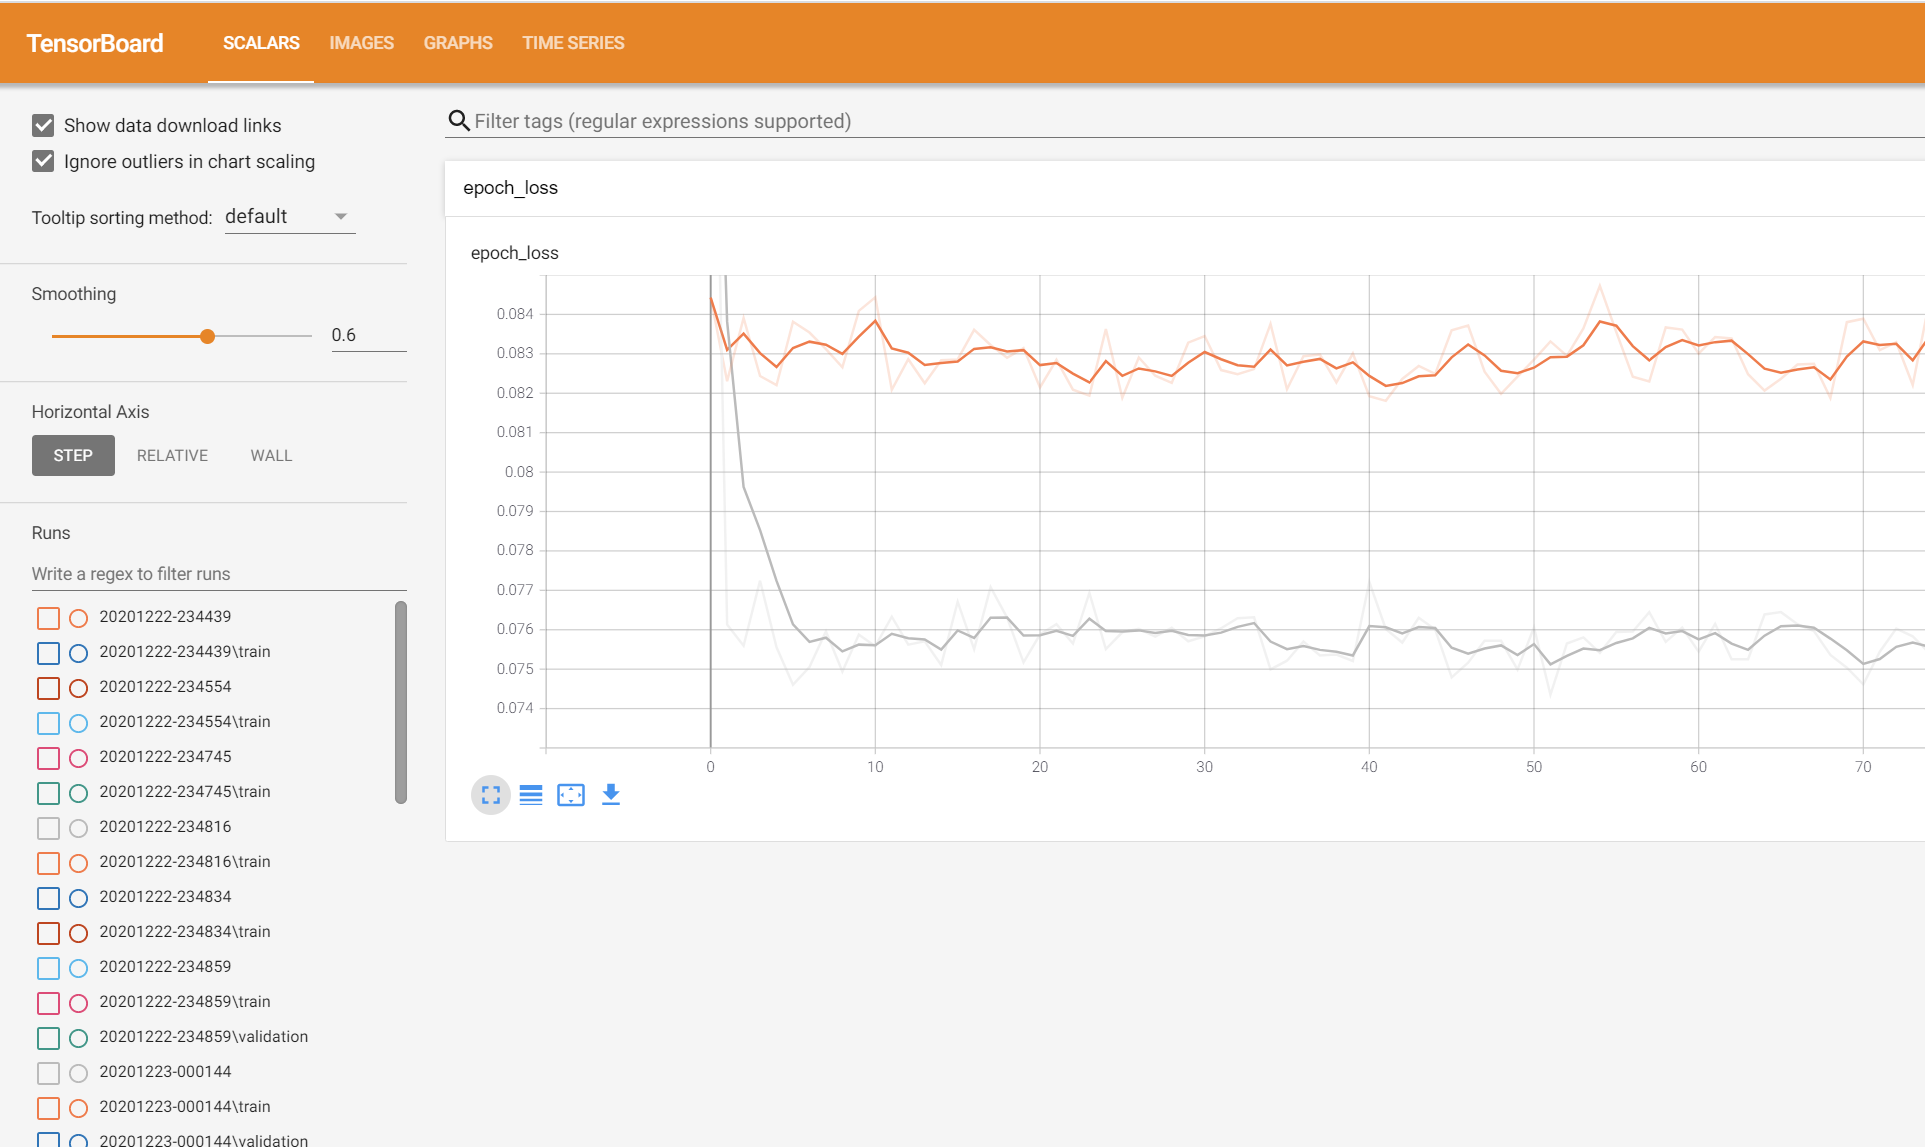 TensorBoard SCALARS IMAGES GRAPHS TIME SERIES
Show data download links
Ignore outliers in chart scaling
Tooltip sorting method: default
Smoothing
0.6
Horizontal Axis
STEP RELATIVE WALL
Runs
Write a regex to filter runs
20201222-234439
20201222-234439\train
20201222-234554
20201222-234554\train
20201222-234745
20201222-234745\train
20201222-234816
20201222-234816\train
20201222-234834
20201222-234834\train
20201222-234859
20201222-234859\train
20201222-234859\validation
20201223-000144
20201223-000144\train
20201223-000144\validation
Filter tags (regular expressions supported)
epoch_loss
epoch_loss
0.084
0.083
0.082
0.081
0.08
0.079
0.078
0.077
0.076
0.075
0.074
0 10 20 30 40 50 60 70